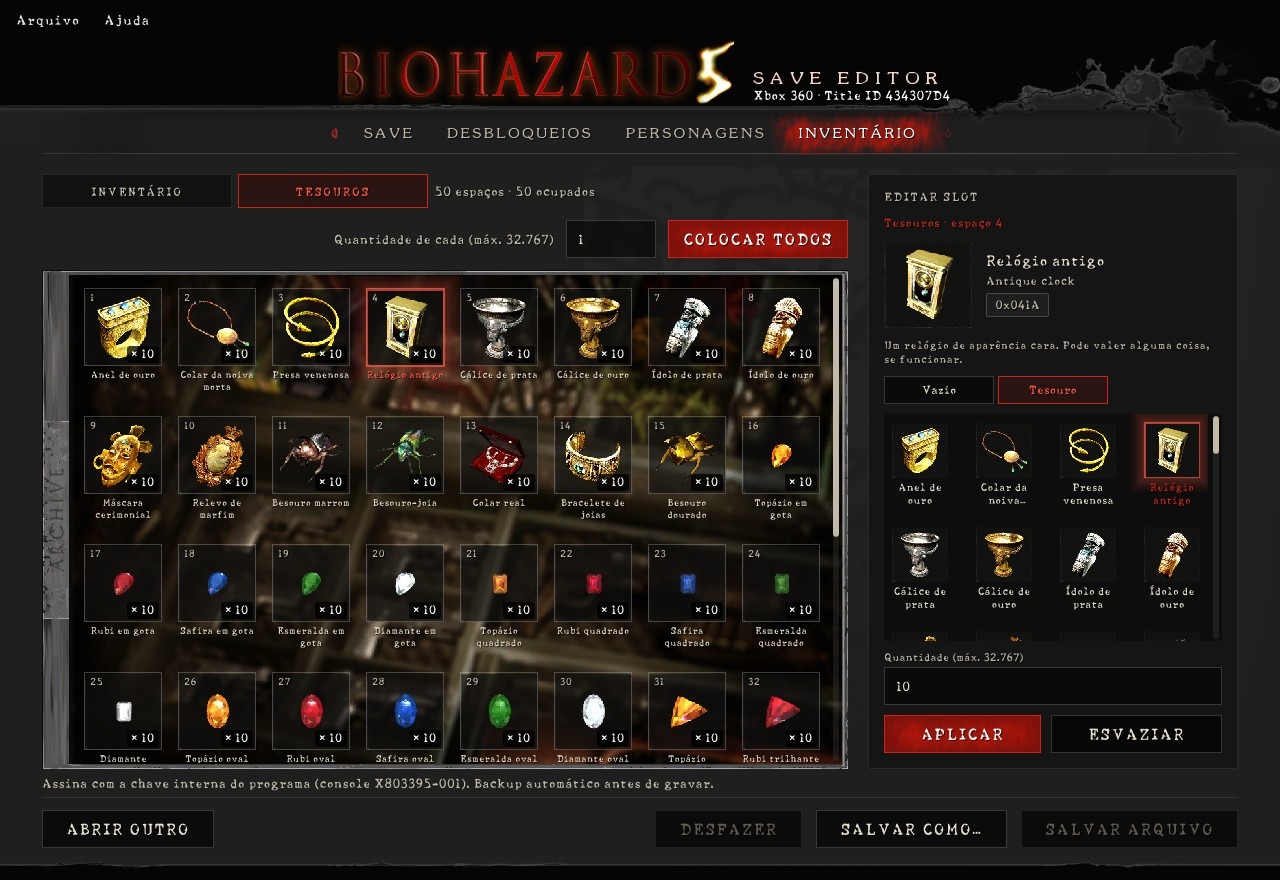 Arquivo Ajuda
BIOHAZARD 5
SAVE EDITOR
Xbox 360 · Title ID 434307D4
SAVE DESBLOQUEIOS PERSONAGENS INVENTÁRIO
INVENTÁRIO TESOUROS 50 espaços · 50 ocupados
Quantidade de cada (máx. 32.767) 1 COLOCAR TODOS
ARCHIVE
1 2 3 4 5 6 7 8
× 10 × 10 × 10 × 10 × 10 × 10 × 10 × 10
Anel de ouro Colar da noiva Presa venenosa Relógio antigo Cálice de prata Cálice de ouro Ídolo de prata Ídolo de ouro
morta
9 10 11 12 13 14 15 16
× 10 × 10 × 10 × 10 × 10 × 10 × 10 × 10
Máscara Relevo de Besouro marrom Besouro-joia Colar real Bracelete de Besouro Topázio em
cerimonial marfim joias dourado gota
17 18 19 20 21 22 23 24
× 10 × 10 × 10 × 10 × 10 × 10 × 10 × 10
Rubi em gota Safira em gota Esmeralda em Diamante em Topázio Rubi quadrado Safira Esmeralda
gota gota quadrado quadrado quadrado
25 26 27 28 29 30 31 32
× 10 × 10 × 10 × 10 × 10 × 10 × 10 × 10
Diamante Topázio oval Rubi oval Safira oval Esmeralda oval Diamante oval Topázio Rubi trilhante
EDITAR SLOT
Tesouros · espaço 4
Relógio antigo
Antique clock
0x041A
Um relógio de aparência cara. Pode valer alguma coisa,
se funcionar.
Vazio Tesouro
Anel de Colar da Presa Relógio
ouro noiva… venenosa antigo
Cálice de Cálice de Ídolo de Ídolo de
prata ouro prata ouro
Quantidade (máx. 32.767)
10
APLICAR ESVAZIAR
Assina com a chave interna do programa (console X803395-001). Backup automático antes de gravar.
ABRIR OUTRO DESFAZER SALVAR COMO… SALVAR ARQUIVO